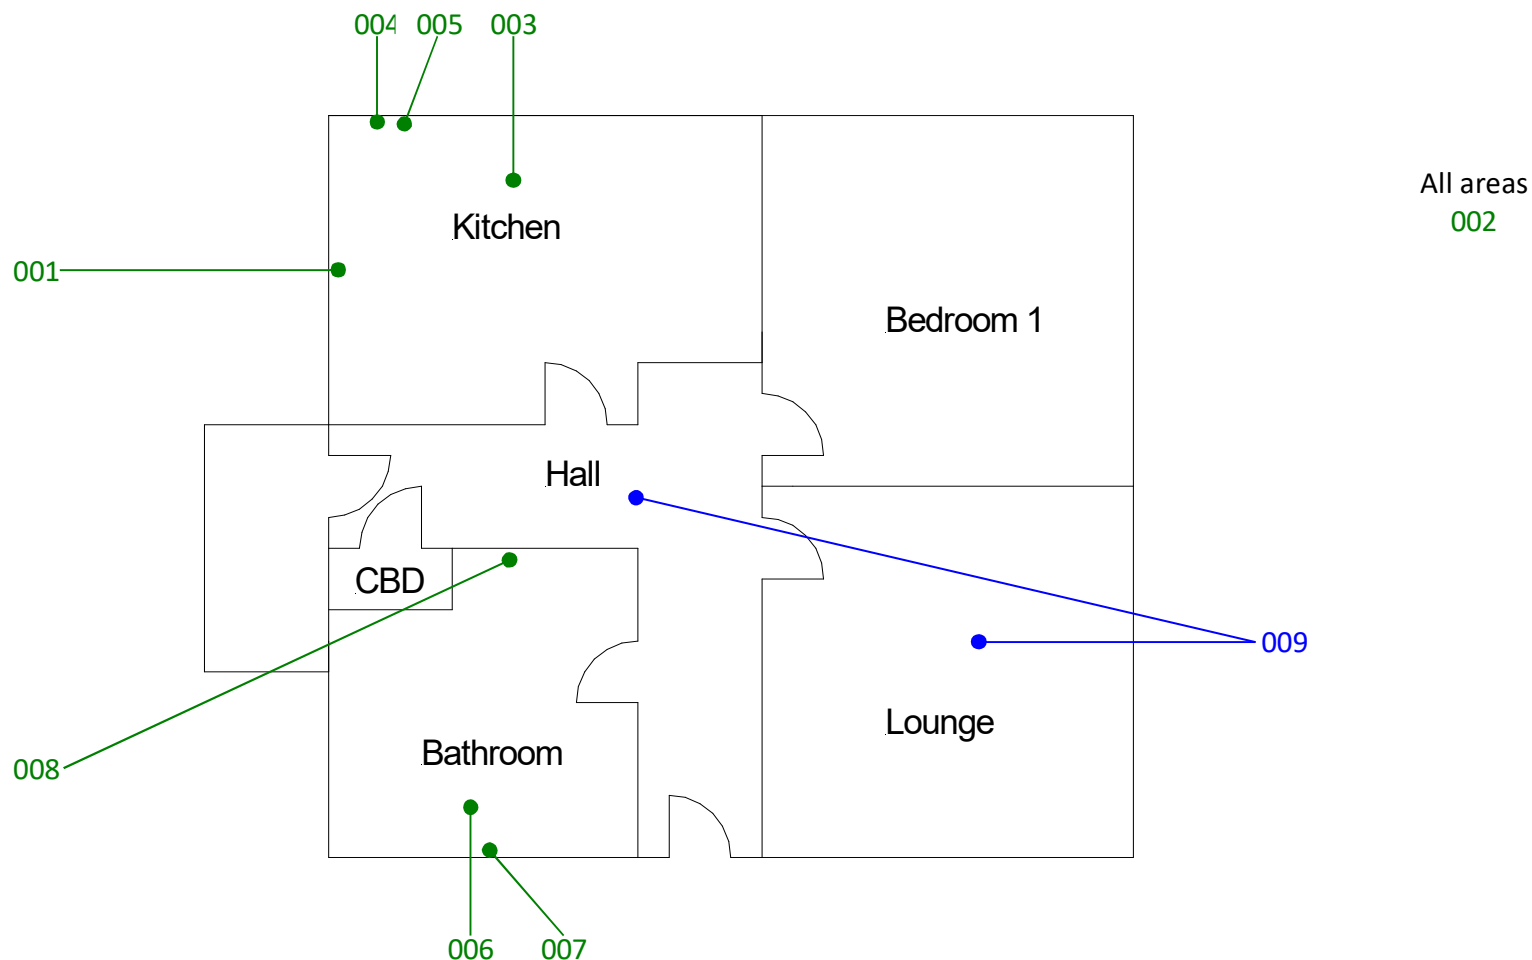 004 005 003
All areas
002
Kitchen
001
Bedroom 1
Hall
CBD
009
Lounge
Bathroom
008
006 007